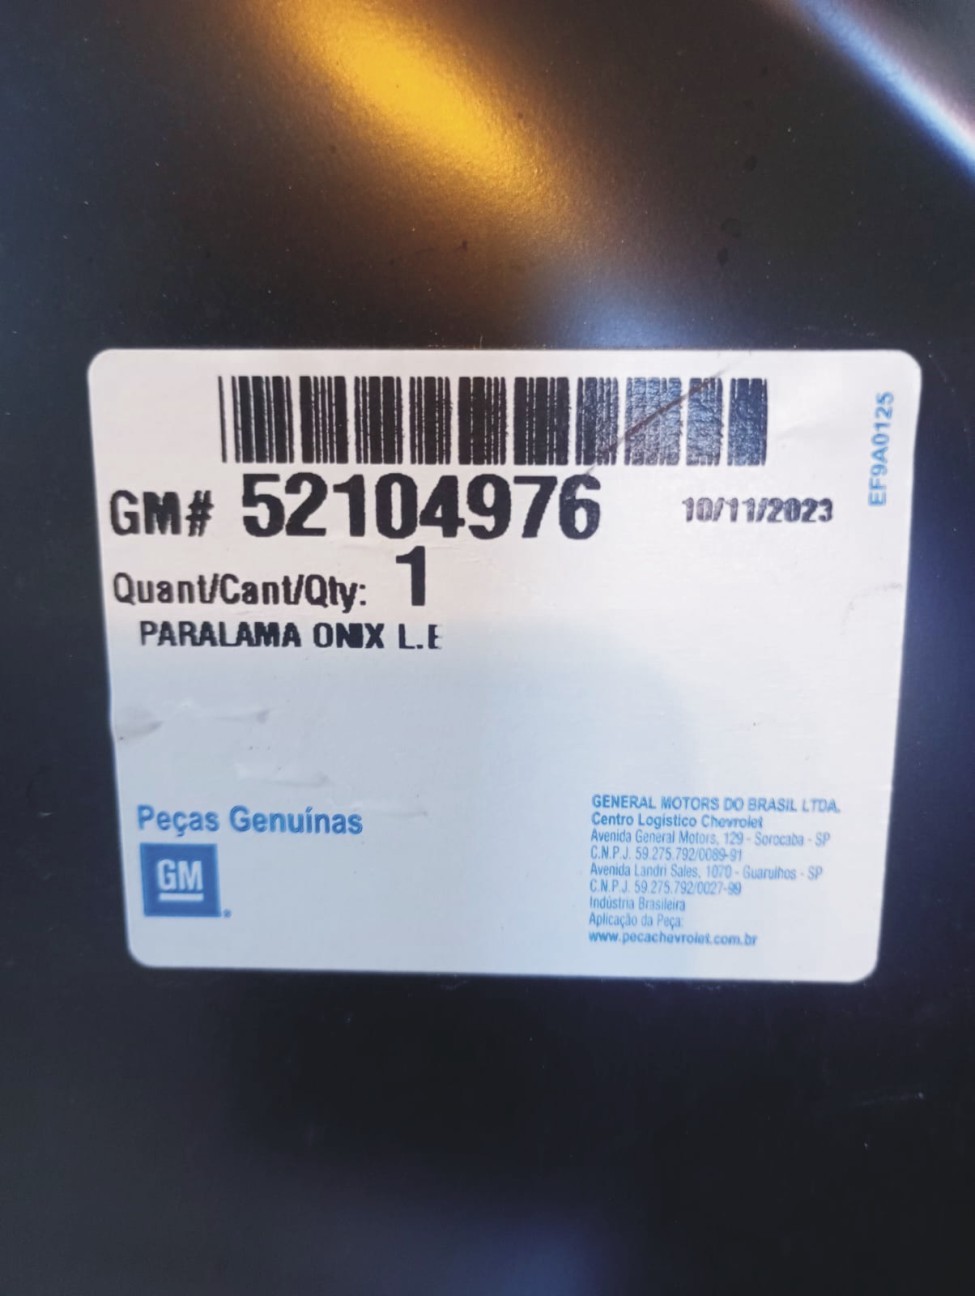 EF9A0125
GM# 52104976 10/11/2023
Quant/Cant/Qty: 1
PARALAMA ONIX L.E
Peças Genuínas
GM
GENERAL MOTORS DO BRASIL LTDA.
Centro Logístico Chevrolet
Avenida General Motors, 129 - Sorocaba - SP
C.N.P.J. 59.275.792/0089-91
Avenida Landri Sales, 1070 - Guarulhos - SP
C.N.P.J. 59.275.792/0027-99
Indústria Brasileira
Aplicação da Peça:
www.pecachevrolet.com.br